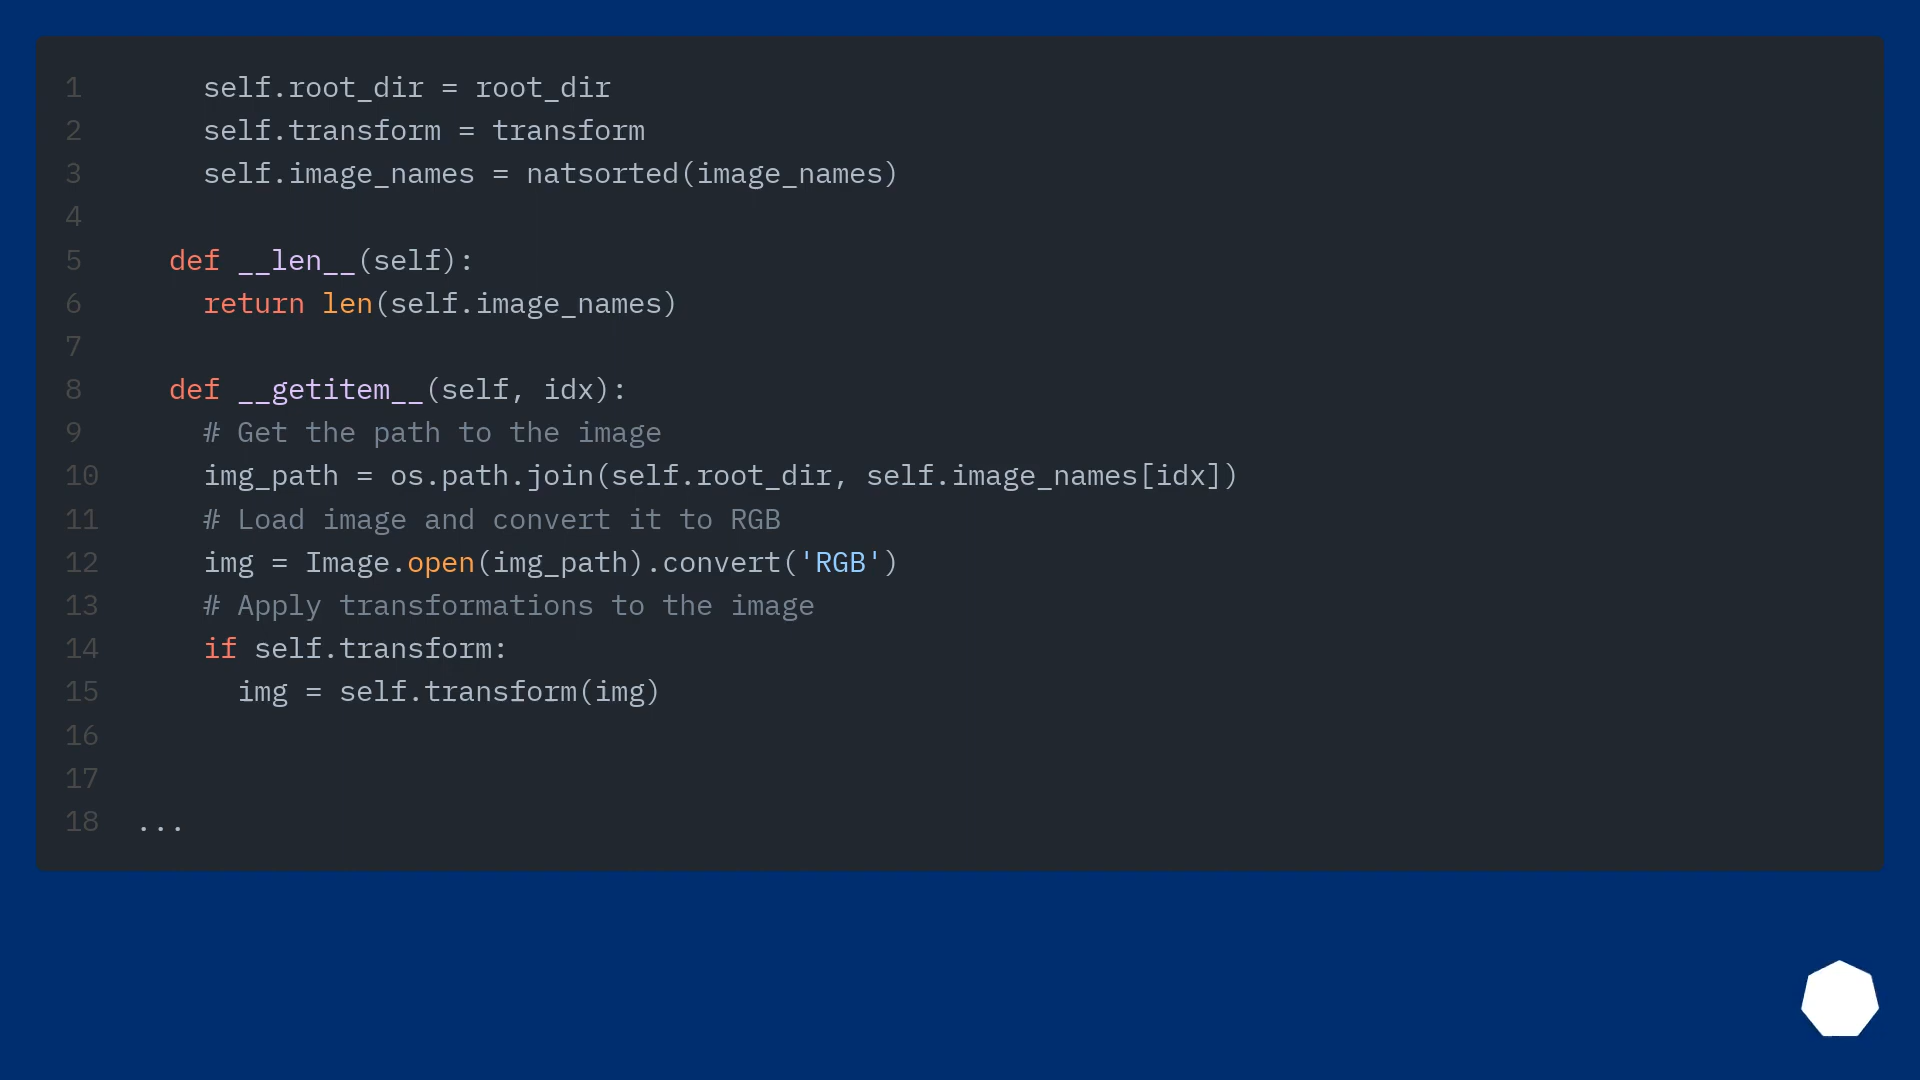 1 self.root_dir = root_dir
2 self.transform = transform
3 self.image_names = natsorted(image_names)
4
5 def __len__(self):
6 return len(self.image_names)
7
8 def __getitem__(self, idx):
9 # Get the path to the image
10 img_path = os.path.join(self.root_dir, self.image_names[idx])
11 # Load image and convert it to RGB
12 img = Image.open(img_path).convert('RGB')
13 # Apply transformations to the image
14 if self.transform:
15 img = self.transform(img)
16
17
18 ...